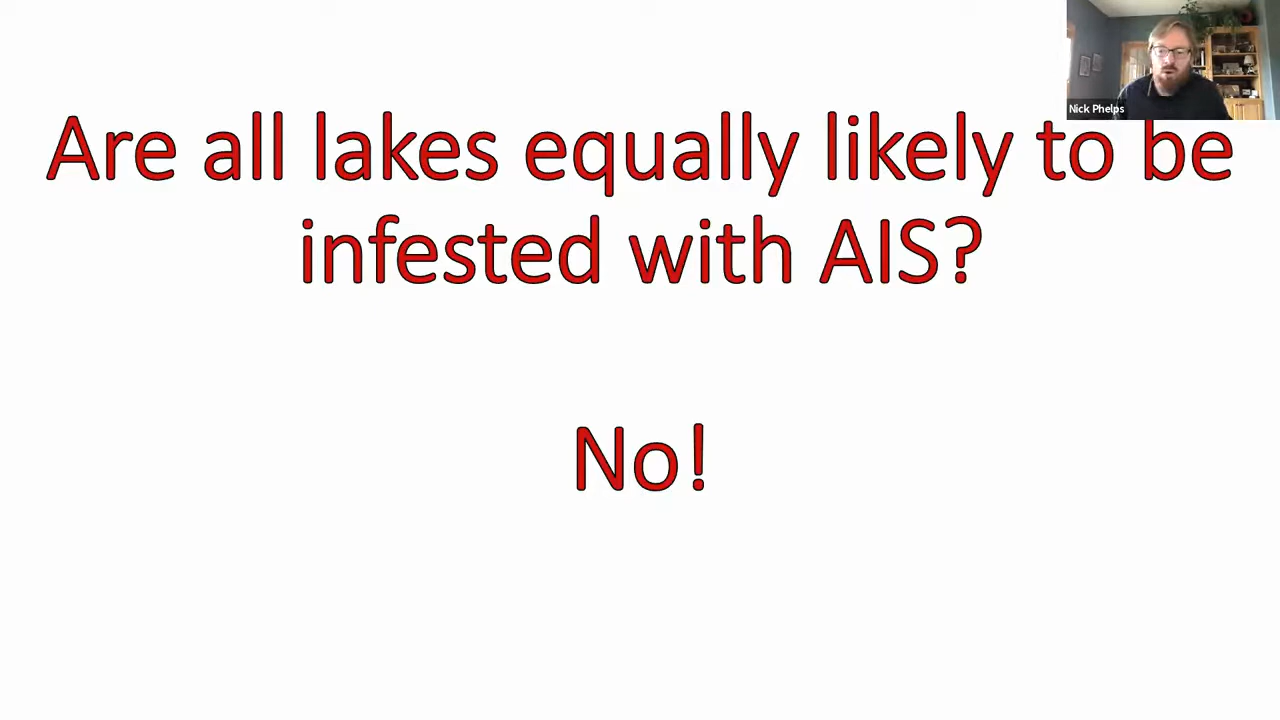 Nick Phelps
Are all lakes equally likely to be
infested with AIS?
No!